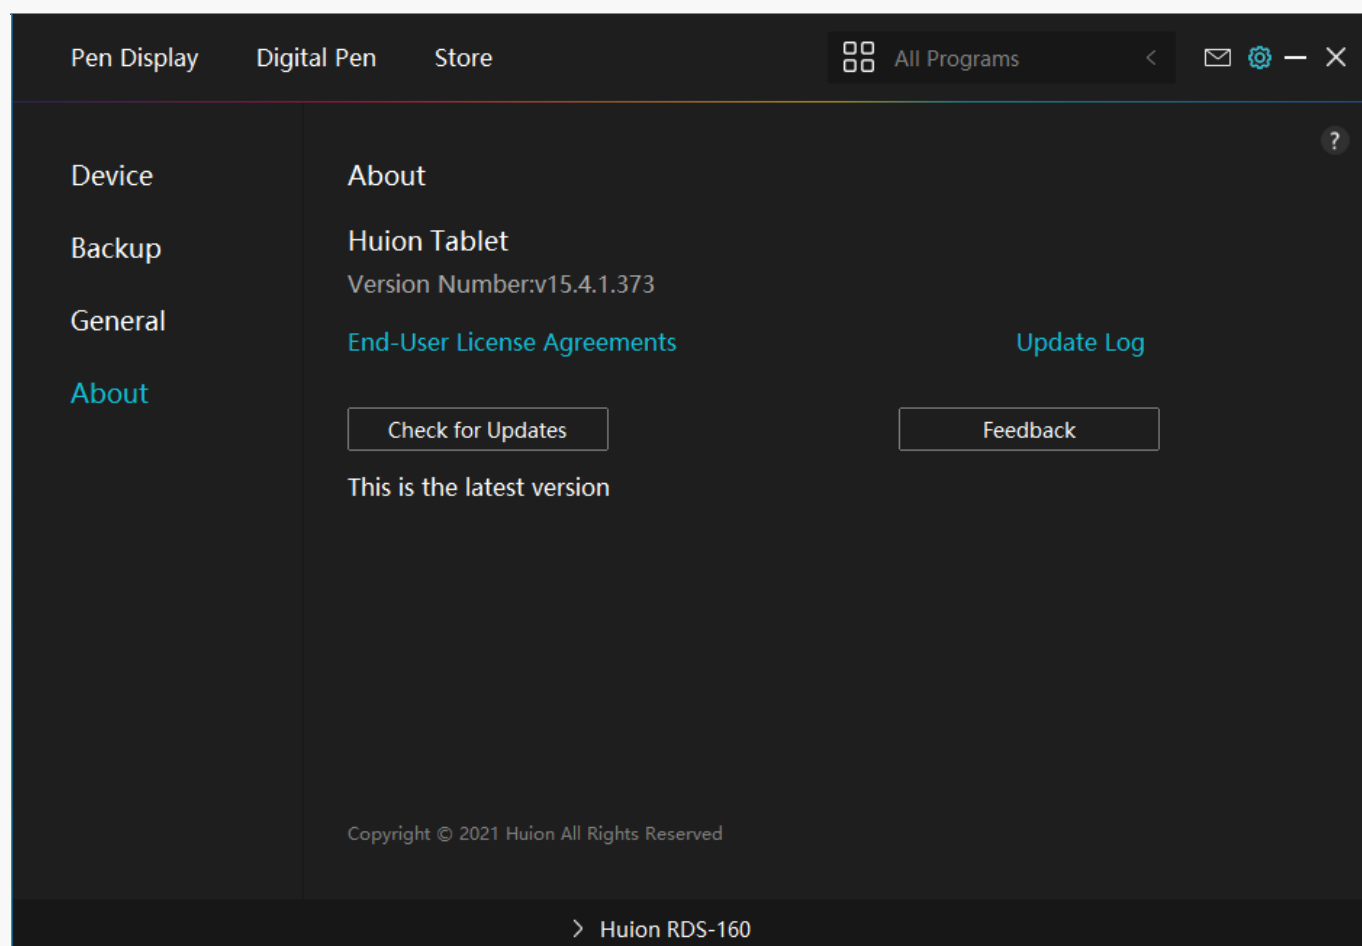 Pen Display Digital Pen Store All Programs
?
Device
Backup
General
About
About
Huion Tablet
Version Number:v15.4.1.373
End-User License Agreements Update Log
Check for Updates Feedback
This is the latest version
Copyright © 2021 Huion All Rights Reserved
Huion RDS-160